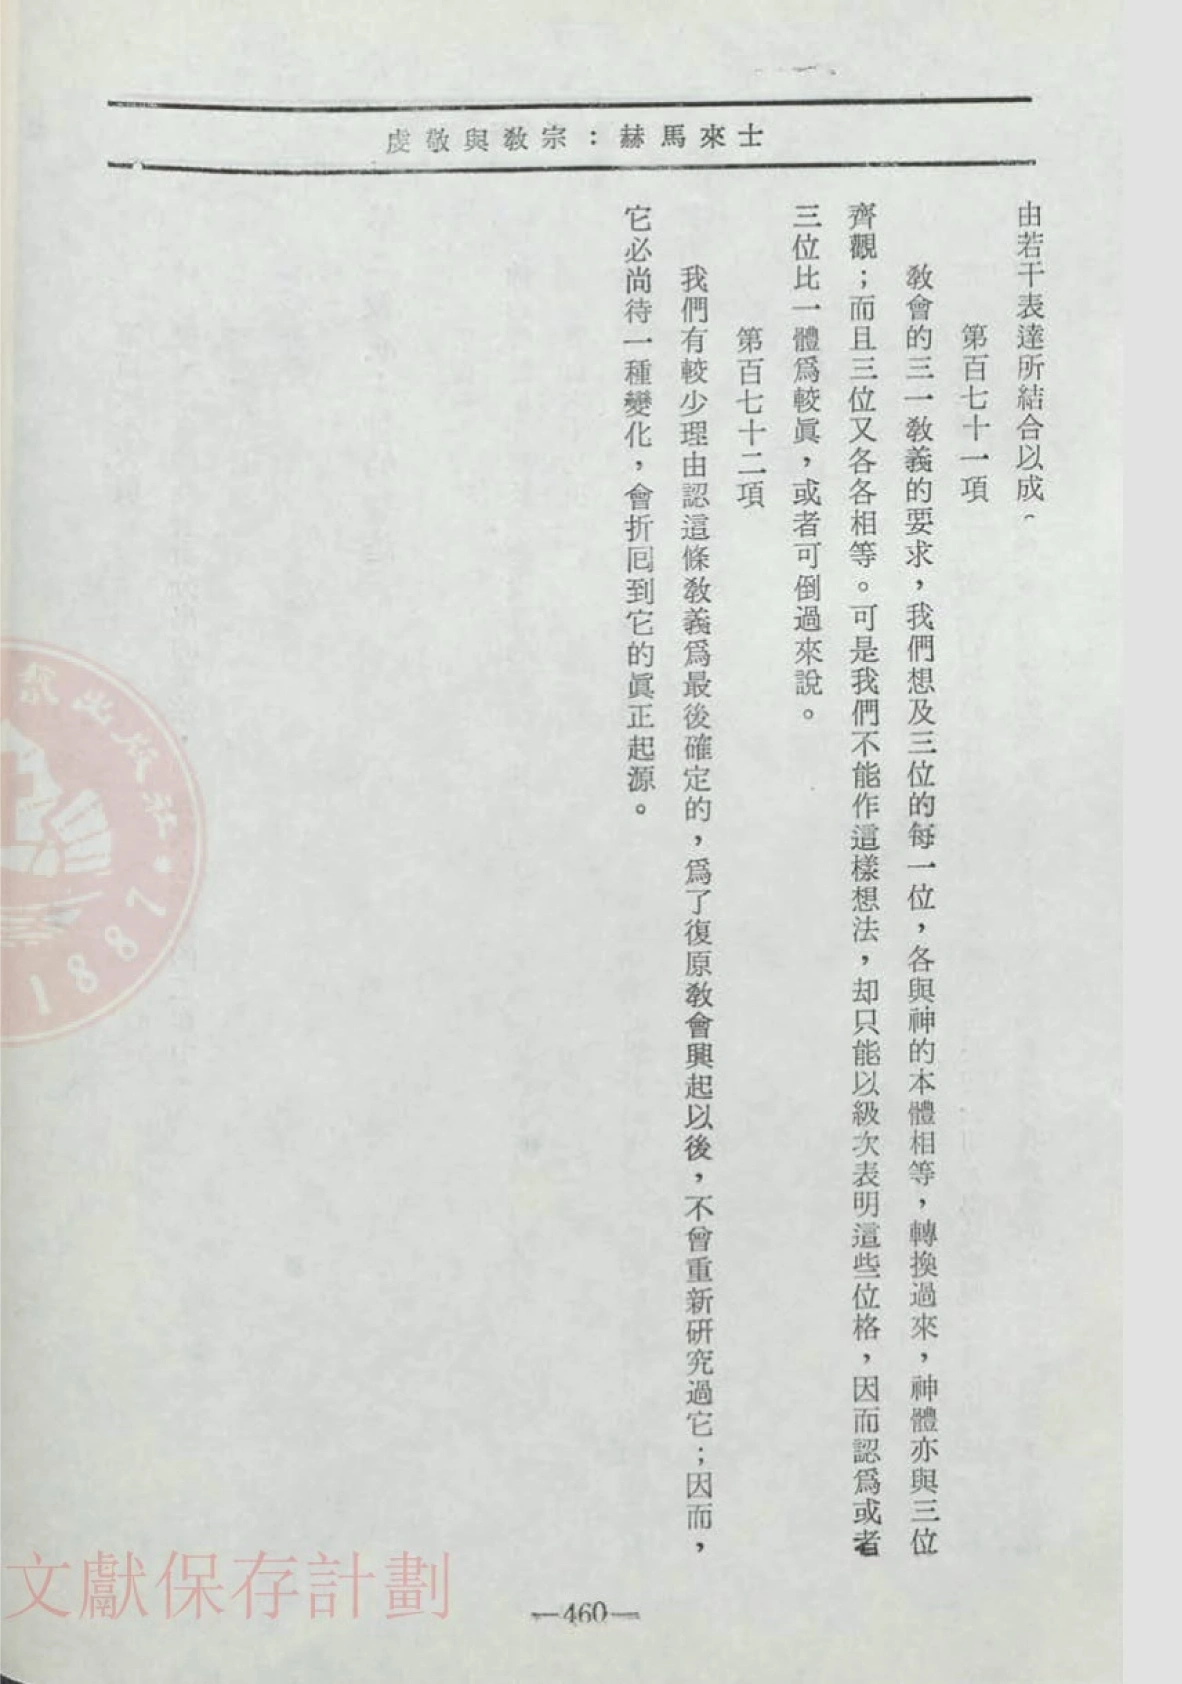 士來馬赫：宗教與敬虔
由若干表達所結合以成
第百七十一項
教會的三一教義的要求，我們想及三位的每一位，各與神的本體相等，轉換過來，神體亦與三位
齊觀；而且三位又各各相等。可是我們不能作這樣想法，却只能以級次表明這些位格，因而認爲或者
三位比一體爲較眞，或者可倒過來說。
第百七十二項
我們有較少理由認這條教義爲最後確定的，爲了復原教會興起以後，不曾重新研究過它；因而，
它必尚待一種變化，會折囘到它的眞正起源。
—460—
出版社
1887
文獻保存計劃